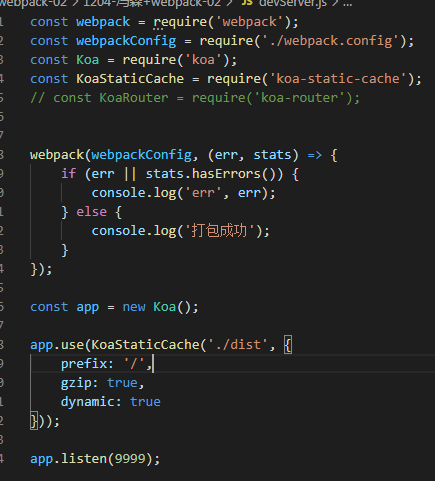 webpack-02 > 1204-冯森+webpack-02 > JS devServer.js > ...
const webpack = require('webpack');
const webpackConfig = require('./webpack.config');
const Koa = require('koa');
const KoaStaticCache = require('koa-static-cache');
// const KoaRouter = require('koa-router');
webpack(webpackConfig, (err, stats) => {
if (err || stats.hasErrors()) {
console.log('err', err);
} else {
console.log('打包成功');
}
});
const app = new Koa();
app.use(KoaStaticCache('./dist', {
prefix: '/',
gzip: true,
dynamic: true
}));
app.listen(9999);